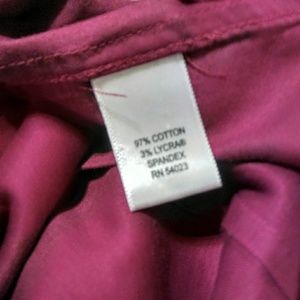 97% COTTON
3% LYCRA®
SPANDEX
RN 54023